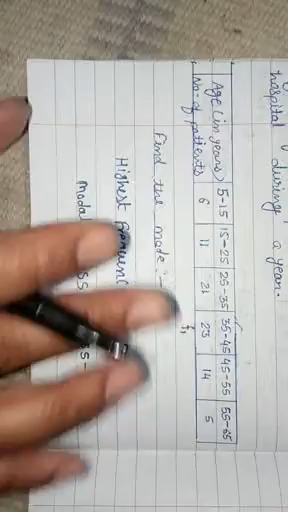 hospital during a year.
Age (in years) 5-15 15-25 25-35 35-45 45-55 55-65
No. of patients 6 11 21 23 14 5
f₁
Find the mode :-
Highest
Modal